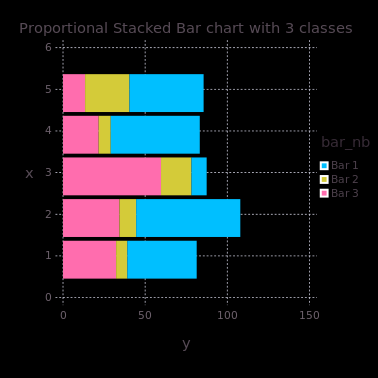 Proportional Stacked Bar chart with 3 classes
6
5
4
3
2
1
0
x
0 50 100 150
y
bar_nb
Bar 1
Bar 2
Bar 3